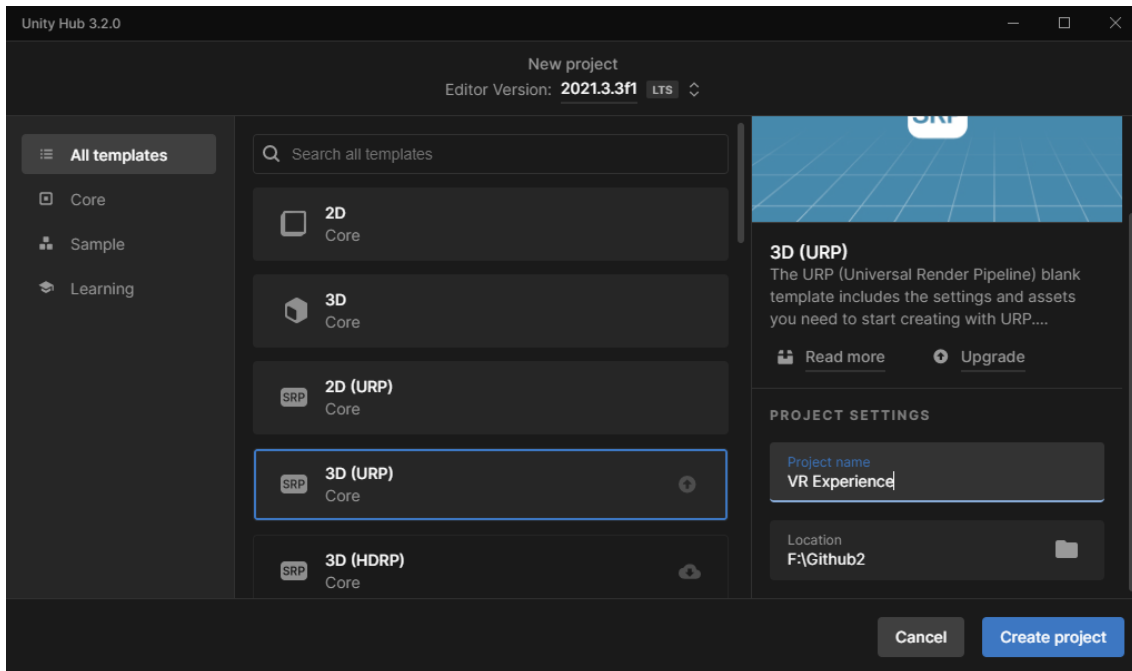 Unity Hub 3.2.0
New project
Editor Version: 2021.3.3f1 LTS
All templates
Core
Sample
Learning
Search all templates
2D
Core
3D
Core
SRP
2D (URP)
Core
SRP
3D (URP)
Core
SRP
3D (HDRP)
Core
SRP
3D (URP)
The URP (Universal Render Pipeline) blank
template includes the settings and assets
you need to start creating with URP....
Read more Upgrade
PROJECT SETTINGS
Project name
VR Experience
Location
F:\Github2
Cancel Create project